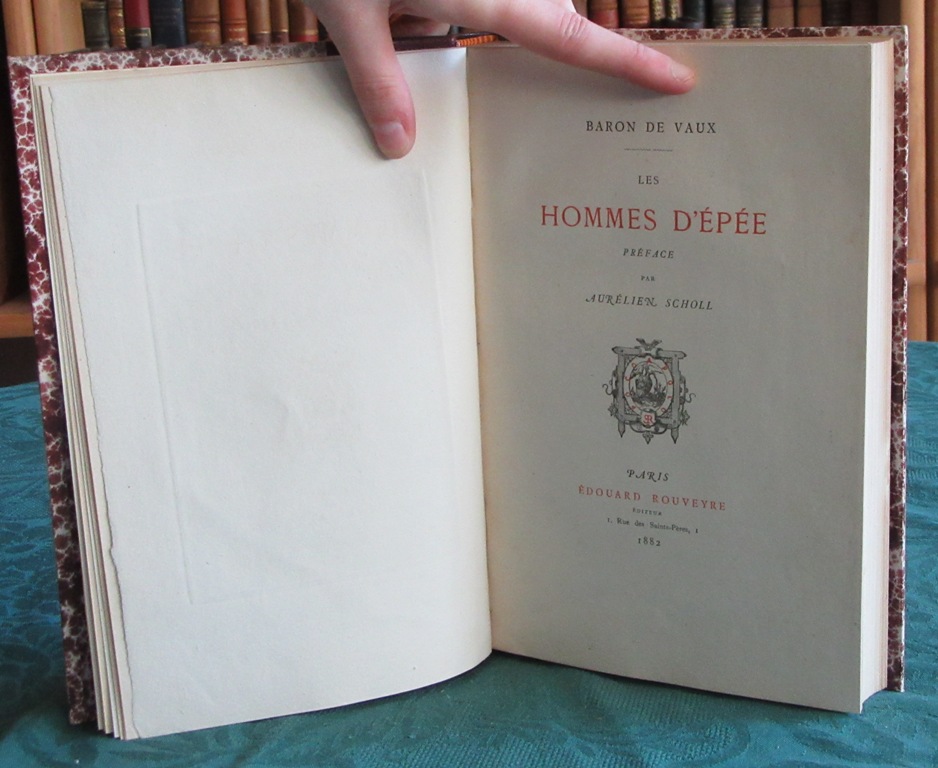 BARON DE VAUX
LES
HOMMES D'ÉPÉE
PRÉFACE
PAR
AURÉLIEN SCHOLL
PARIS
ÉDOUARD ROUVEYRE
ÉDITEUR
1, Rue des Saints-Pères, 1
1882